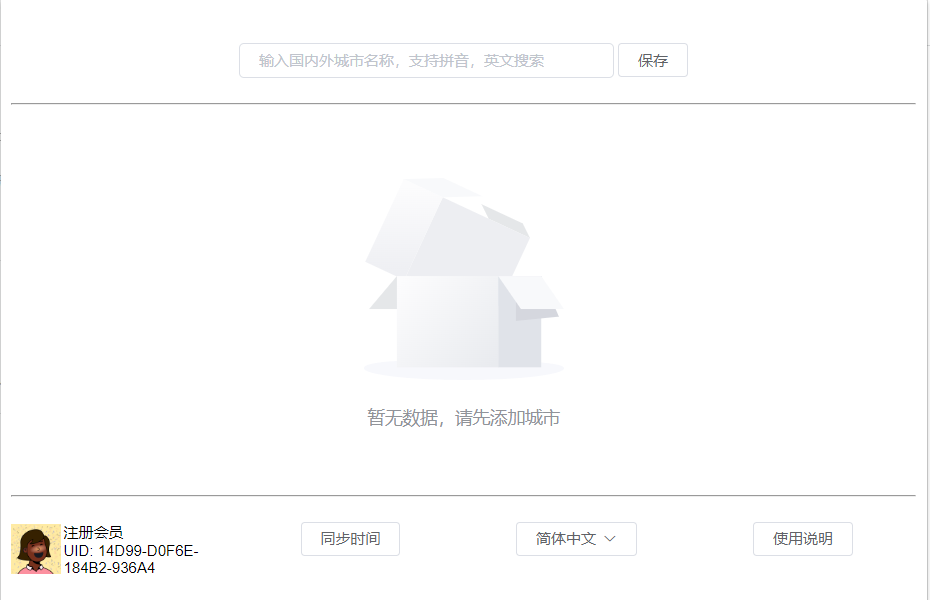 输入国内外城市名称，支持拼音，英文搜索
保存
暂无数据，请先添加城市
注册会员
UID: 14D99-D0F6E-
184B2-936A4
同步时间
简体中文
使用说明